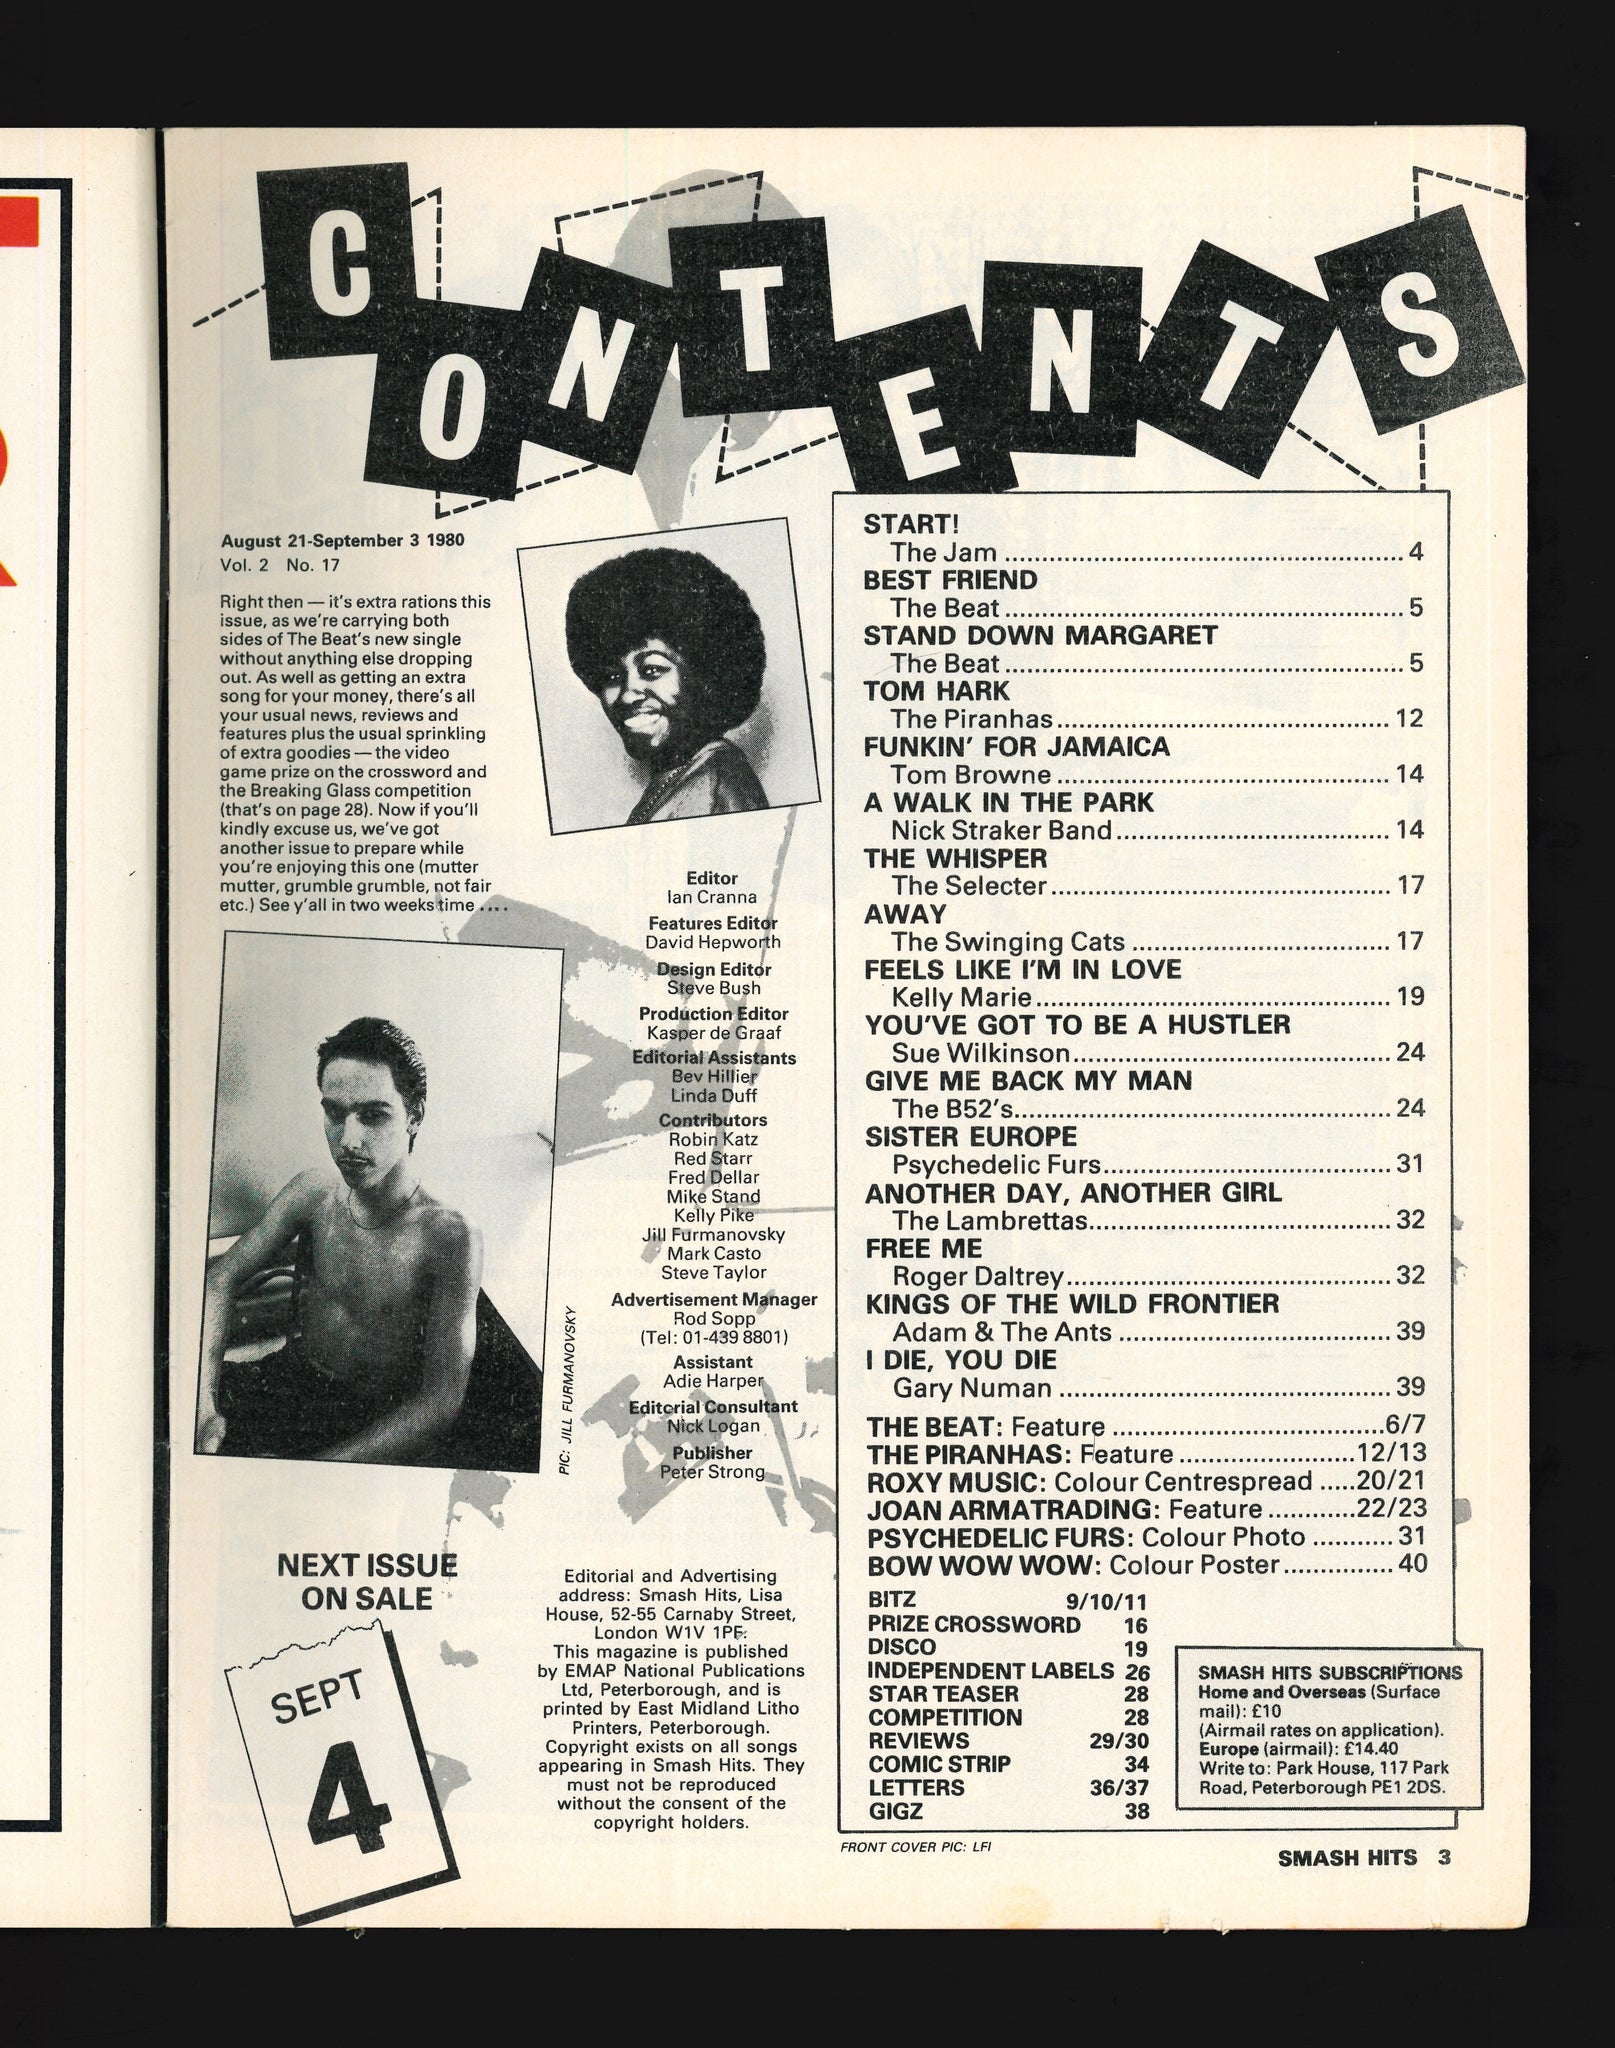 CONTENTS
August 21-September 3 1980
Vol. 2 No. 17
Right then — it's extra rations this
issue, as we're carrying both
sides of The Beat's new single
without anything else dropping
out. As well as getting an extra
song for your money, there's all
your usual news, reviews and
features plus the usual sprinkling
of extra goodies — the video
game prize on the crossword and
the Breaking Glass competition
(that's on page 28). Now if you'll
kindly excuse us, we've got
another issue to prepare while
you're enjoying this one (mutter
mutter, grumble grumble, not fair
etc.) See y'all in two weeks time ....
PIC: JILL FURMANOVSKY
NEXT ISSUE
ON SALE
SEPT
4
Editor
Ian Cranna
Features Editor
David Hepworth
Design Editor
Steve Bush
Production Editor
Kasper de Graaf
Editorial Assistants
Bev Hillier
Linda Duff
Contributors
Robin Katz
Red Starr
Fred Dellar
Mike Stand
Kelly Pike
Jill Furmanovsky
Mark Casto
Steve Taylor
Advertisement Manager
Rod Sopp
(Tel: 01-439 8801)
Assistant
Adie Harper
Editorial Consultant
Nick Logan
Publisher
Peter Strong
Editorial and Advertising
address: Smash Hits, Lisa
House, 52-55 Carnaby Street,
London W1V 1PF.
This magazine is published
by EMAP National Publications
Ltd, Peterborough, and is
printed by East Midland Litho
Printers, Peterborough.
Copyright exists on all songs
appearing in Smash Hits. They
must not be reproduced
without the consent of the
copyright holders.
START!
The Jam ........ 4
BEST FRIEND
The Beat ........ 5
STAND DOWN MARGARET
The Beat ........ 5
TOM HARK
The Piranhas ........ 12
FUNKIN' FOR JAMAICA
Tom Browne ........ 14
A WALK IN THE PARK
Nick Straker Band ........ 14
THE WHISPER
The Selecter ........ 17
AWAY
The Swinging Cats ........ 17
FEELS LIKE I'M IN LOVE
Kelly Marie ........ 19
YOU'VE GOT TO BE A HUSTLER
Sue Wilkinson ........ 24
GIVE ME BACK MY MAN
The B52's ........ 24
SISTER EUROPE
Psychedelic Furs ........ 31
ANOTHER DAY, ANOTHER GIRL
The Lambrettas ........ 32
FREE ME
Roger Daltrey ........ 32
KINGS OF THE WILD FRONTIER
Adam & The Ants ........ 39
I DIE, YOU DIE
Gary Numan ........ 39
THE BEAT: Feature ........ 6/7
THE PIRANHAS: Feature ........ 12/13
ROXY MUSIC: Colour Centrespread ..... 20/21
JOAN ARMATRADING: Feature ........ 22/23
PSYCHEDELIC FURS: Colour Photo ........ 31
BOW WOW WOW: Colour Poster ........ 40
BITZ 9/10/11
PRIZE CROSSWORD 16
DISCO 19
INDEPENDENT LABELS 26
STAR TEASER 28
COMPETITION 28
REVIEWS 29/30
COMIC STRIP 34
LETTERS 36/37
GIGZ 38
SMASH HITS SUBSCRIPTIONS
Home and Overseas (Surface
mail): £10
(Airmail rates on application).
Europe (airmail): £14.40
Write to: Park House, 117 Park
Road, Peterborough PE1 2DS.
FRONT COVER PIC: LFI
SMASH HITS 3